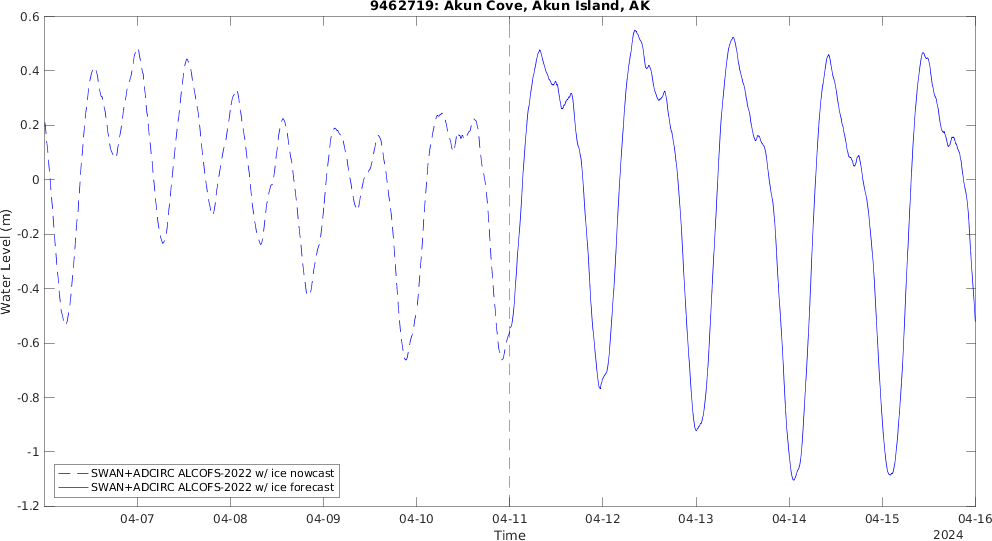 9462719: Akun Cove, Akun Island, AK
0.6
0.4
0.2
0
-0.2
-0.4
-0.6
-0.8
-1
-1.2
Water Level (m)
SWAN+ADCIRC ALCOFS-2022 w/ ice nowcast
SWAN+ADCIRC ALCOFS-2022 w/ ice forecast
04-07 04-08 04-09 04-10 04-11 04-12 04-13 04-14 04-15 04-16
Time
2024